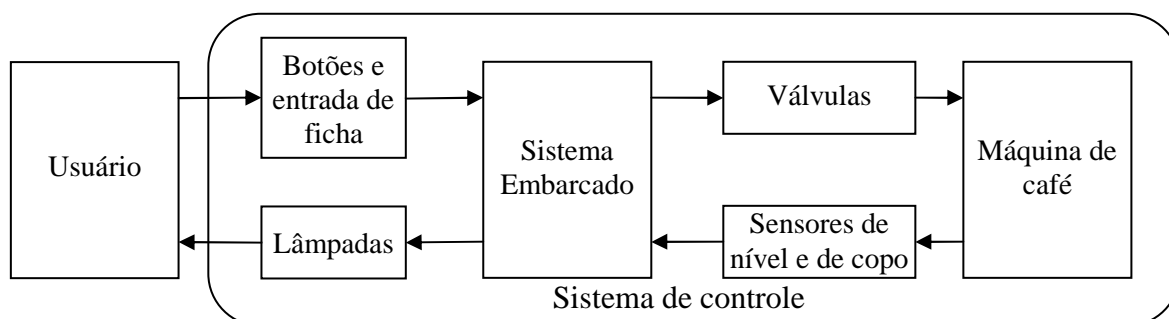 Usuário
Botões e
entrada de
ficha
Lâmpadas
Sistema
Embarcado
Válvulas
Sensores de
nível e de copo
Máquina de
café
Sistema de controle